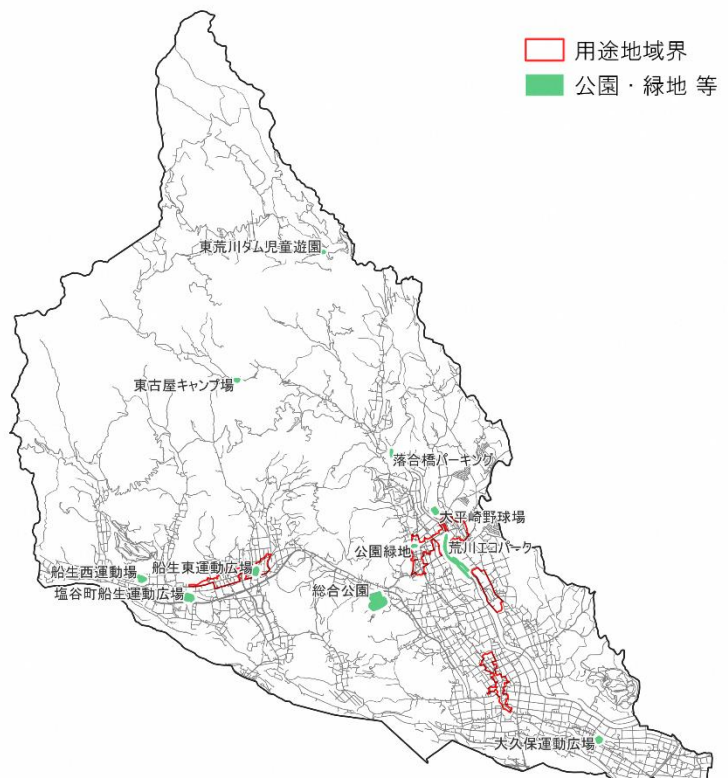 用途地域界
公園・緑地 等
東荒川ダム児童遊園
東古屋キャンプ場
落合橋パーキング
大平崎野球場
公園緑地
荒川エコパーク
船生西運動場
船生東運動広場
塩谷町船生運動広場
総合公園
大久保運動広場